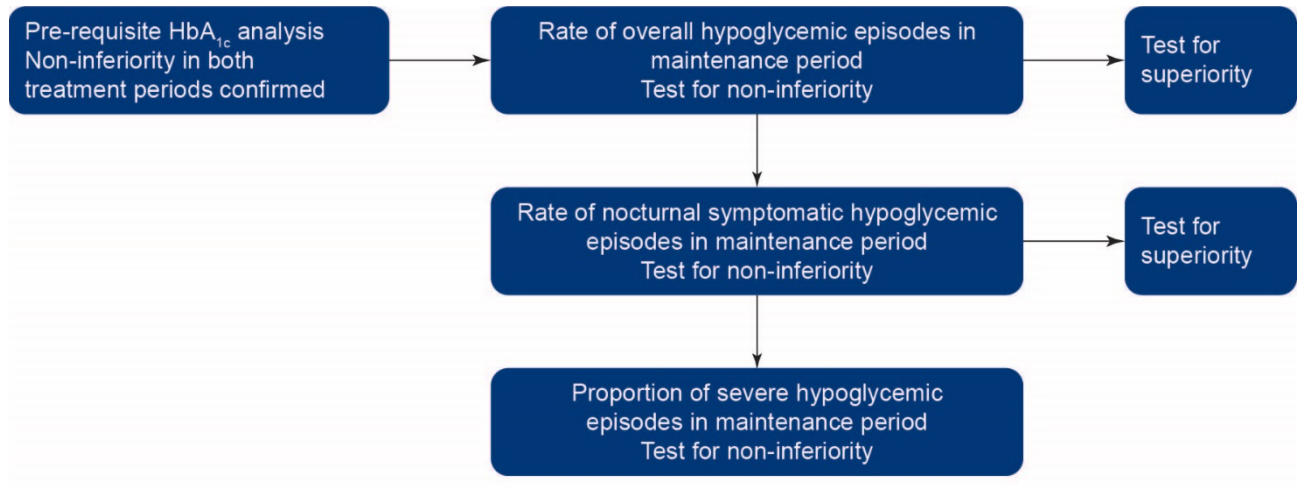 Pre-requisite HbA1c analysis
Non-inferiority in both
treatment periods confirmed
Rate of overall hypoglycemic episodes in
maintenance period
Test for non-inferiority
Test for
superiority
Rate of nocturnal symptomatic hypoglycemic
episodes in maintenance period
Test for non-inferiority
Test for
superiority
Proportion of severe hypoglycemic
episodes in maintenance period
Test for non-inferiority